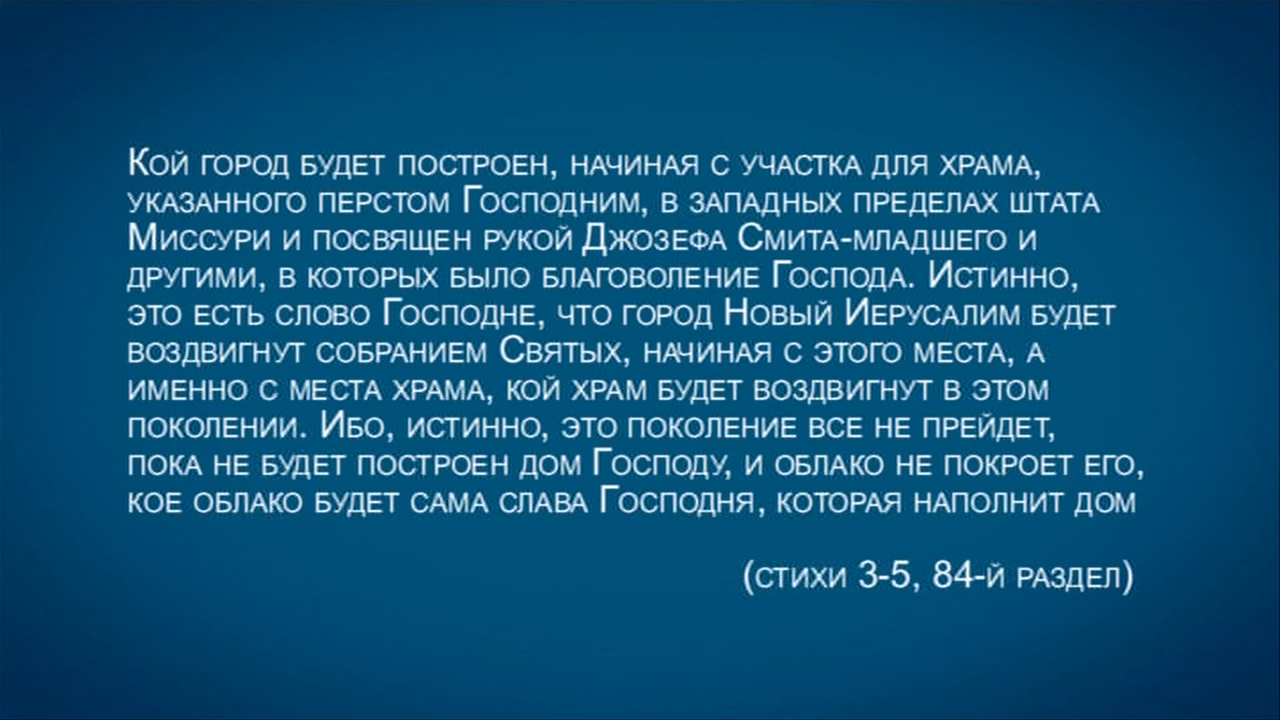 Кой город будет построен, начиная с участка для храма,
указанного перстом Господним, в западных пределах штата
Миссури и посвящен рукой Джозефа Смита-младшего и
другими, в которых было благоволение Господа. Истинно,
это есть слово Господне, что город Новый Иерусалим будет
воздвигнут собранием Святых, начиная с этого места, а
именно с места храма, кой храм будет воздвигнут в этом
поколении. Ибо, истинно, это поколение все не прейдет,
пока не будет построен дом Господу, и облако не покроет его,
кое облако будет сама слава Господня, которая наполнит дом
(стихи 3-5, 84-й раздел)